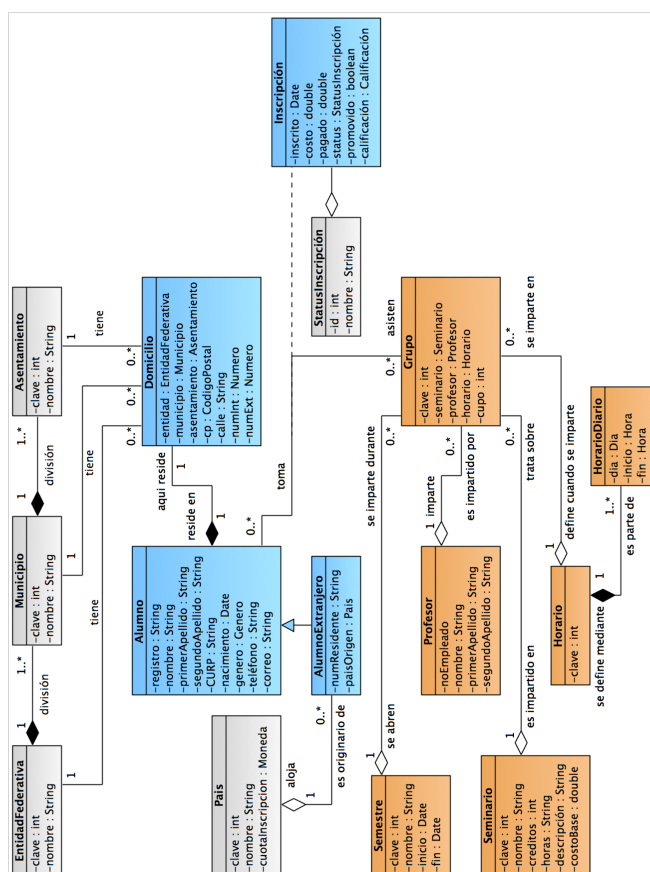 EntidadFederativa
-clave : int
-nombre : String
1
división
1..*
1
tiene
Municipio
-clave : int
-nombre : String
1
división
1..*
1
tiene
Asentamiento
-clave : int
-nombre : String
1
tiene
0..*
0..*
0..*
Domicilio
-entidad : EntidadFederativa
-municipio : Municipio
-asentamiento : Asentamiento
-cp : CodigoPostal
-calle : String
-numInt : Numero
-numExt : Numero
aqui reside
1
reside en
1
Alumno
-registro : String
-nombre : String
-primerApellido : String
-segundoApellido : String
-CURP : String
-nacimiento : Date
-genero : Genero
-teléfono : String
-correo : String
0..*
toma
asisten
0..*
Inscripción
-inscrito : Date
-costo : double
-pagado : double
-status : StatusInscripción
-promovido : boolean
-calificación : Calificación
StatusInscripción
-id : int
-nombre : String
AlumnoExtranjero
-numResidente : String
-paisOrigen : Pais
0..*
es originario de
Pais
-clave : int
-nombre : String
-cuotaInscripcion : Moneda
aloja
1
Semestre
-clave : int
-nombre : String
-inicio : Date
-fin : Date
1
se abren
se imparte durante
0..*
Grupo
-clave : int
-seminario : Seminario
-profesor : Profesor
-horario : Horario
-cupo : int
0..*
es impartido por
1
imparte
Profesor
-noEmpleado
-nombre : String
-primerApellido : String
-segundoApellido : String
0..*
trata sobre
1
es impartido en
Seminario
-clave : int
-nombre : String
-creditos : int
-horas : String
-descripción : String
-costoBase : double
0..*
se imparte en
1
define cuando se imparte
Horario
-clave : int
1
se define mediante
1..*
es parte de
HorarioDiario
-dia : Dia
-inicio : Hora
-fin : Hora